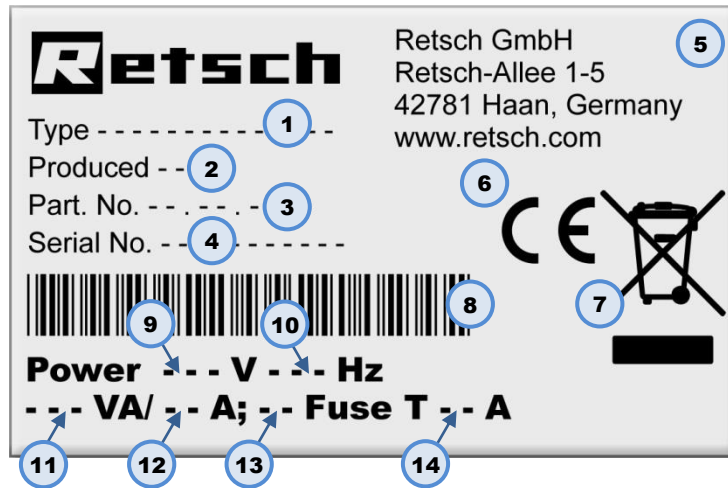 Retsch
Retsch GmbH
Retsch-Allee 1-5
42781 Haan, Germany
www.retsch.com
5
Type - - - - - - - - - - - 1 - -
Produced - - 2
Part. No. - - . - - . - 3
Serial No. - - 4 - - - - - - -
6
CE
7
8
9
10
Power - - - V - - - Hz
- - - VA/ - - A; - - Fuse T - - A
11
12
13
14